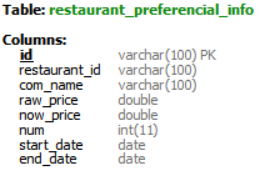 Table: restaurant_preferencial_info
Columns:
id varchar(100) PK
restaurant_id varchar(100)
com_name varchar(100)
raw_price double
now_price double
num int(11)
start_date date
end_date date